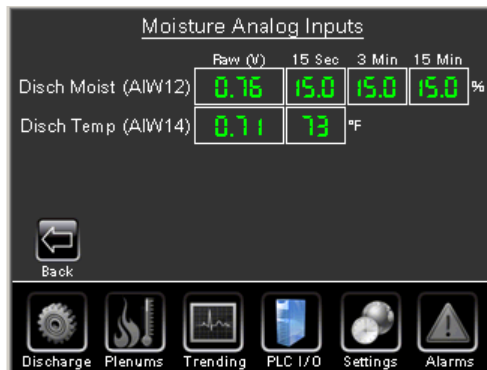 Moisture Analog Inputs
Raw (V) 15 Sec 3 Min 15 Min
Disch Moist (AIW12) 0.76 15.0 15.0 15.0 %
Disch Temp (AIW14) 0.71 73 °F
Back
Discharge Plenums Trending PLC I/O Settings Alarms